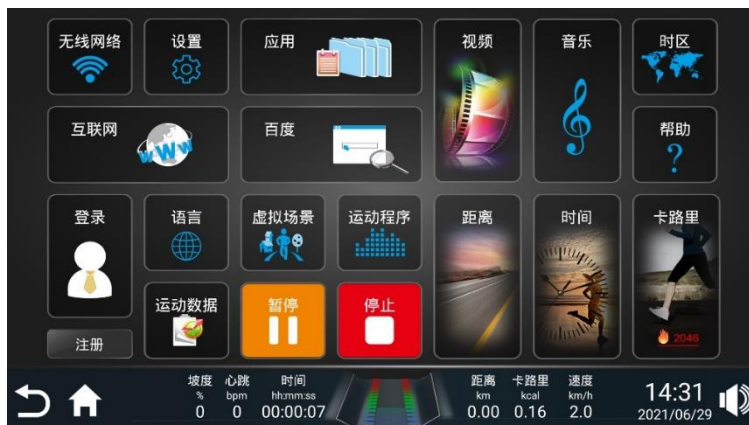 无线网络
设置
应用
视频
音乐
时区
互联网
WWW
百度
帮助
?
登录
语言
虚拟场景
运动程序
距离
时间
卡路里
运动数据
暂停
停止
2046
注册
坡度 心跳 时间 距离 卡路里 速度
% bpm hh:mm:ss km kcal km/h
0 0 00:00:07 0.00 0.16 2.0
14:31
2021/06/29